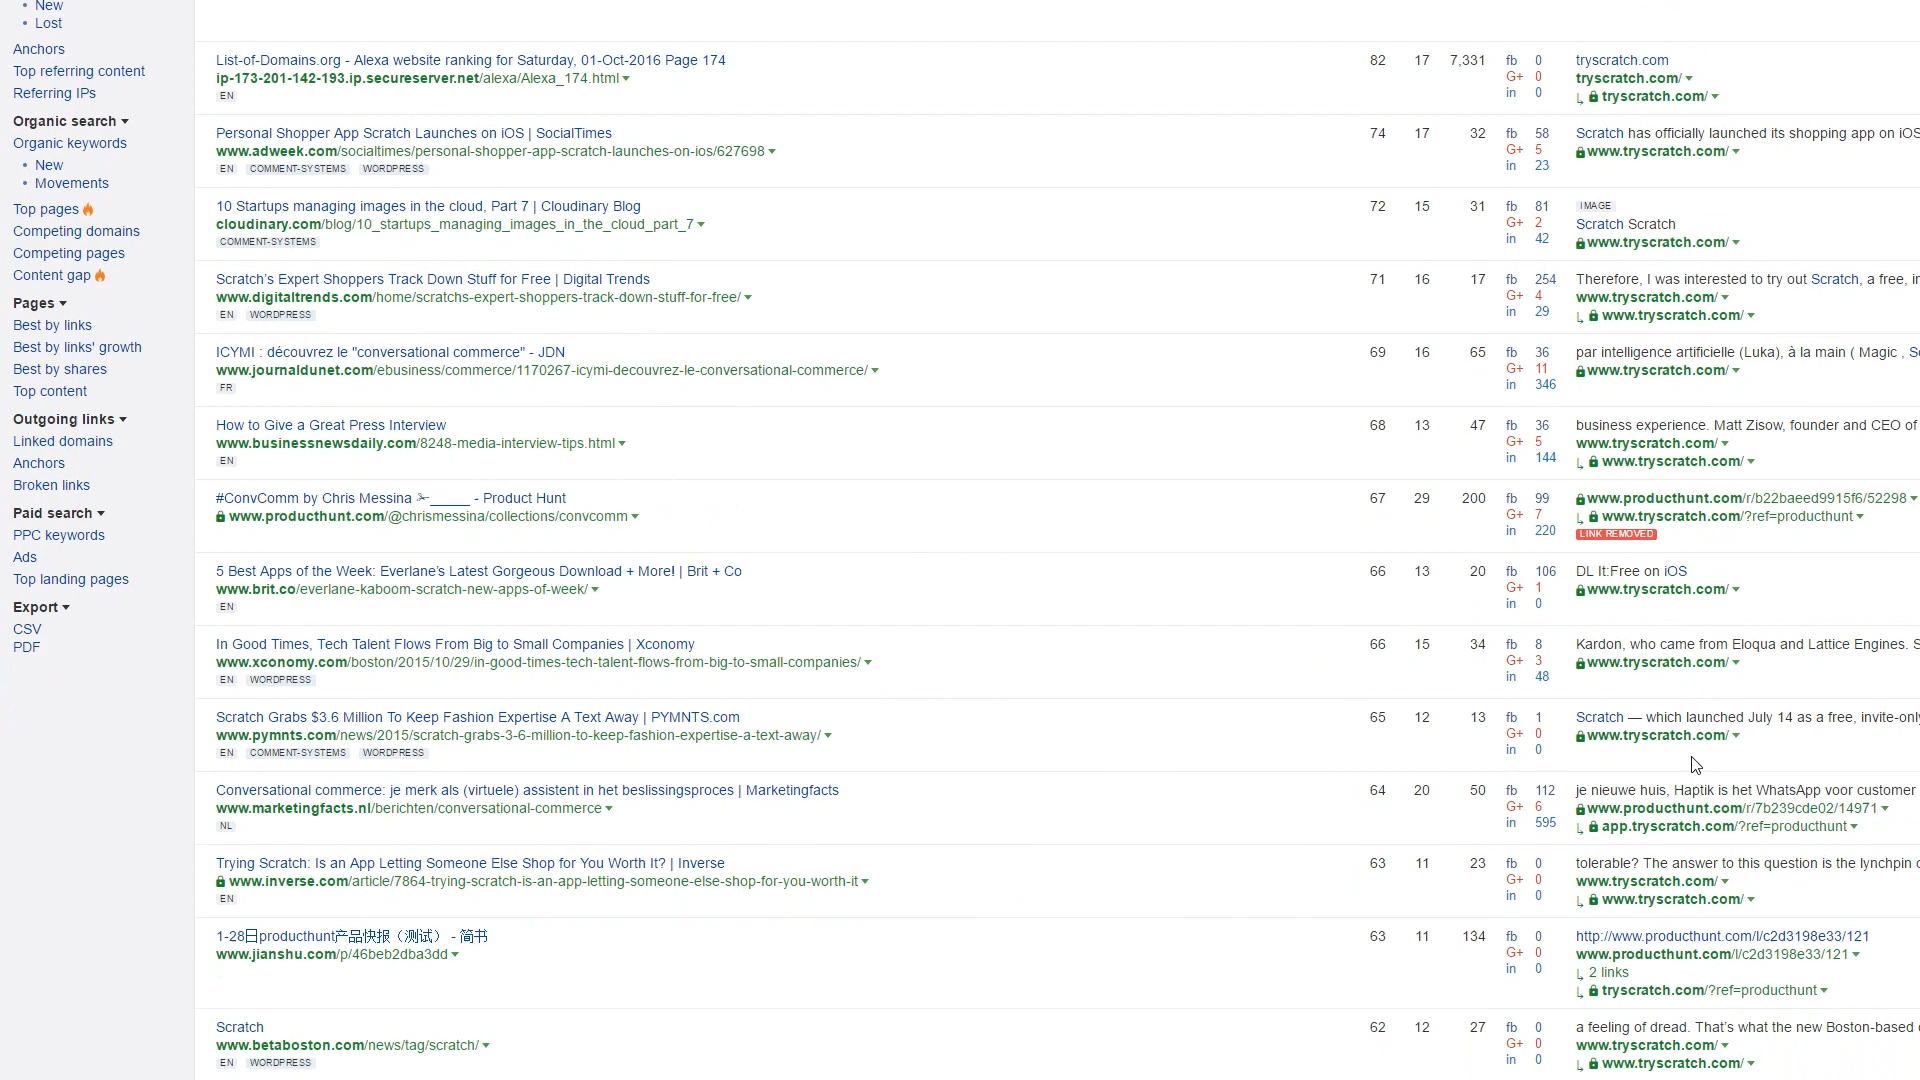 New
Lost
Anchors
Top referring content
Referring IPs
Organic search
Organic keywords
New
Movements
Top pages
Competing domains
Competing pages
Content gap
Pages
Best by links
Best by links' growth
Best by shares
Top content
Outgoing links
Linked domains
Anchors
Broken links
Paid search
PPC keywords
Ads
Top landing pages
Export
CSV
PDF
List-of-Domains.org - Alexa website ranking for Saturday, 01-Oct-2016 Page 174 82 17 7,331 fb 0 tryscratch.com
ip-173-201-142-193.ip.secureserver.net/alexa/Alexa_174.html G+ 0 tryscratch.com/
EN in 0 tryscratch.com/
Personal Shopper App Scratch Launches on iOS | SocialTimes 74 17 32 fb 58 Scratch has officially launched its shopping app on iOS
www.adweek.com/socialtimes/personal-shopper-app-scratch-launches-on-ios/627698 G+ 5 www.tryscratch.com/
EN COMMENT-SYSTEMS WORDPRESS in 23
10 Startups managing images in the cloud, Part 7 | Cloudinary Blog 72 15 31 fb 81 IMAGE
cloudinary.com/blog/10_startups_managing_images_in_the_cloud_part_7 G+ 2 Scratch Scratch
COMMENT-SYSTEMS in 42 www.tryscratch.com/
Scratch's Expert Shoppers Track Down Stuff for Free | Digital Trends 71 16 17 fb 254 Therefore, I was interested to try out Scratch, a free,
www.digitaltrends.com/home/scratchs-expert-shoppers-track-down-stuff-for-free/ G+ 4 www.tryscratch.com/
EN WORDPRESS in 29 www.tryscratch.com/
ICYMI : découvrez le "conversational commerce" - JDN 69 16 65 fb 36 par intelligence artificielle (Luka), à la main ( Magic ,
www.journaldunet.com/ebusiness/commerce/1170267-icymi-decouvrez-le-conversational-commerce/ G+ 11 www.tryscratch.com/
FR in 346
How to Give a Great Press Interview 68 13 47 fb 36 business experience. Matt Zisow, founder and CEO of
www.businessnewsdaily.com/8248-media-interview-tips.html G+ 5 www.tryscratch.com/
EN in 144 www.tryscratch.com/
#ConvComm by Chris Messina ✁_____ - Product Hunt 67 29 200 fb 99 www.producthunt.com/r/b22baeed9915f6/52298
www.producthunt.com/@chrismessina/collections/convcomm G+ 7 www.tryscratch.com/?ref=producthunt
in 220 LINK REMOVED
5 Best Apps of the Week: Everlane's Latest Gorgeous Download + More! | Brit + Co 66 13 20 fb 106 DL It:Free on iOS
www.brit.co/everlane-kaboom-scratch-new-apps-of-week/ G+ 1 www.tryscratch.com/
EN in 0
In Good Times, Tech Talent Flows From Big to Small Companies | Xconomy 66 15 34 fb 8 Kardon, who came from Eloqua and Lattice Engines.
www.xconomy.com/boston/2015/10/29/in-good-times-tech-talent-flows-from-big-to-small-companies/ G+ 3 www.tryscratch.com/
EN WORDPRESS in 48
Scratch Grabs $3.6 Million To Keep Fashion Expertise A Text Away | PYMNTS.com 65 12 13 fb 1 Scratch — which launched July 14 as a free, invite-only
www.pymnts.com/news/2015/scratch-grabs-3-6-million-to-keep-fashion-expertise-a-text-away/ G+ 0 www.tryscratch.com/
EN COMMENT-SYSTEMS WORDPRESS in 0
Conversational commerce: je merk als (virtuele) assistent in het beslissingsproces | Marketingfacts 64 20 50 fb 112 je nieuwe huis, Haptik is het WhatsApp voor customer
www.marketingfacts.nl/berichten/conversational-commerce G+ 6 www.producthunt.com/r/7b239cde02/14971
NL in 595 app.tryscratch.com/?ref=producthunt
Trying Scratch: Is an App Letting Someone Else Shop for You Worth It? | Inverse 63 11 23 fb 0 tolerable? The answer to this question is the lynchpin
www.inverse.com/article/7864-trying-scratch-is-an-app-letting-someone-else-shop-for-you-worth-it G+ 0 www.tryscratch.com/
EN in 0 www.tryscratch.com/
1-28日producthunt产品快报（测试） - 简书 63 11 134 fb 0 http://www.producthunt.com/l/c2d3198e33/121
www.jianshu.com/p/46beb2dba3dd G+ 0 www.producthunt.com/l/c2d3198e33/121
in 0 2 links
tryscratch.com/?ref=producthunt
Scratch 62 12 27 fb 0 a feeling of dread. That's what the new Boston-based
www.betaboston.com/news/tag/scratch/ G+ 0 www.tryscratch.com/
EN WORDPRESS in 0 www.tryscratch.com/